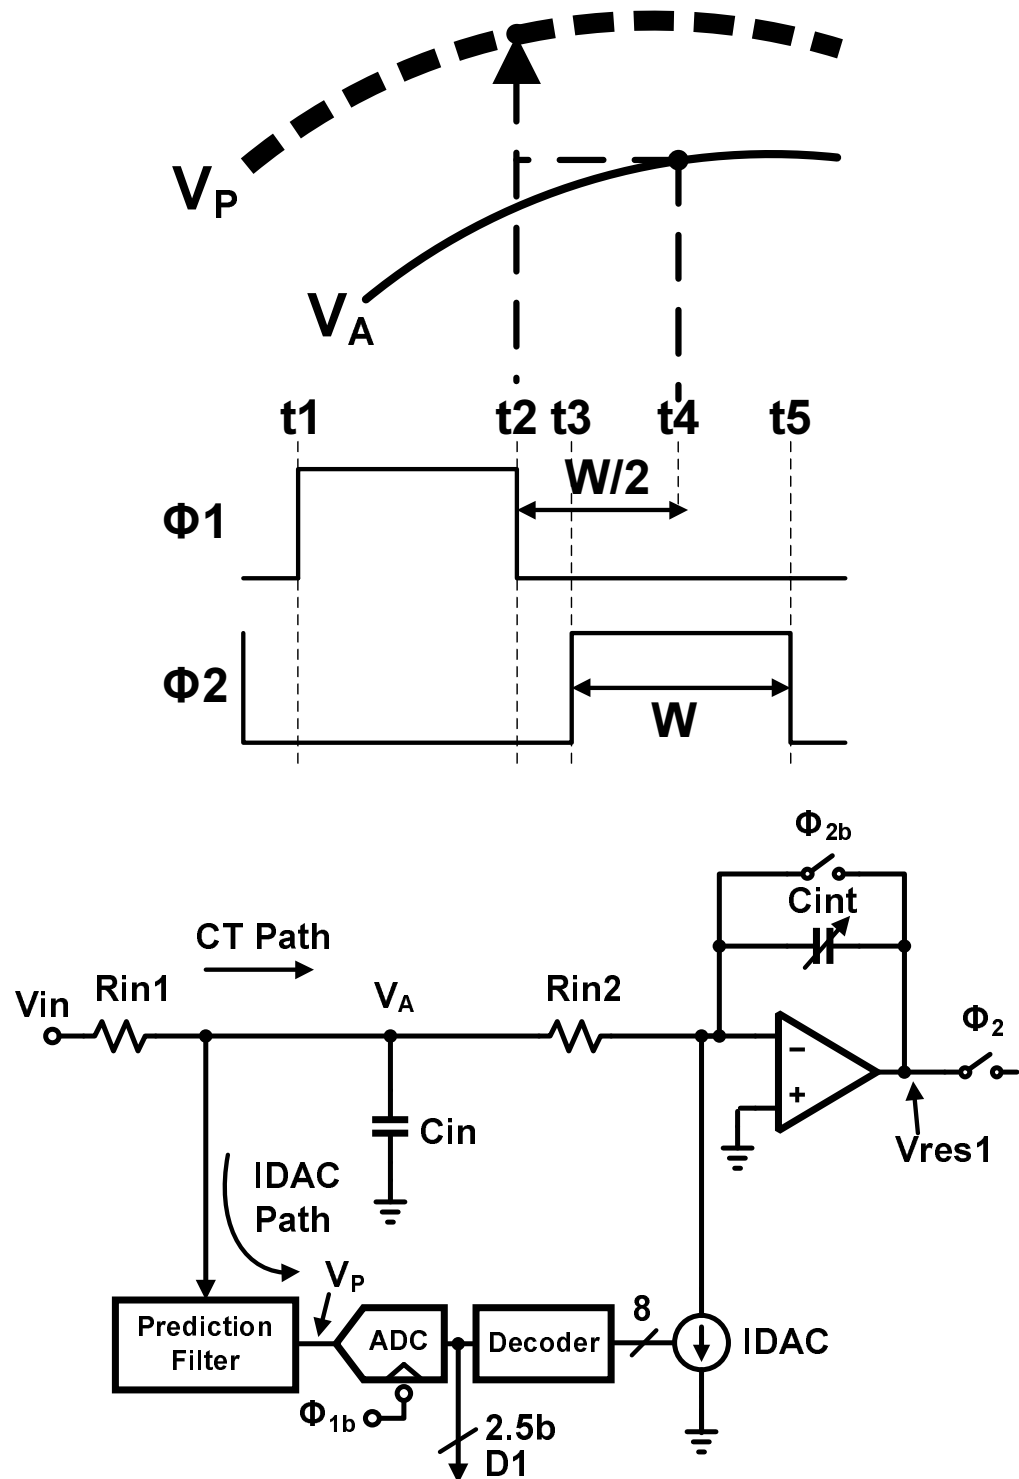 VP
VA
t1 t2 t3 t4 t5
W/2
Φ1
Φ2
W
Φ2b
Cint
CT Path
Vin
Rin1
VA
Rin2
Φ2
Cin
Vres1
IDAC
Path
VP
Prediction
Filter
ADC
Decoder
8
IDAC
Φ1b
2.5b
D1